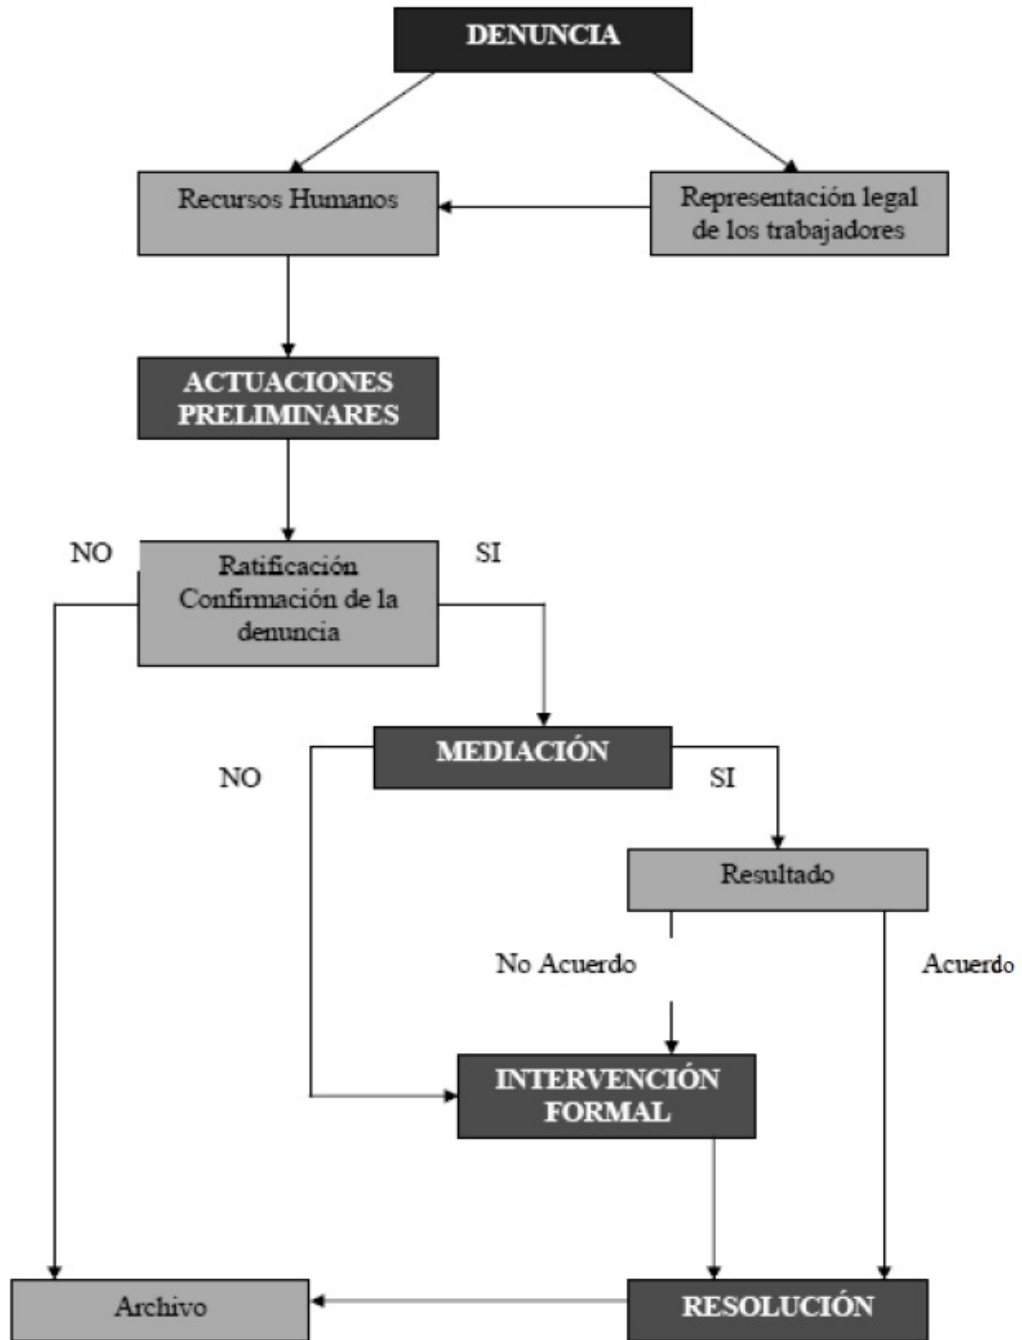 DENUNCIA
Recursos Humanos
Representación legal
de los trabajadores
ACTUACIONES
PRELIMINARES
NO
SI
Ratificación
Confirmación de la
denuncia
MEDIACIÓN
NO
SI
Resultado
No Acuerdo
Acuerdo
INTERVENCIÓN
FORMAL
Archivo
RESOLUCIÓN